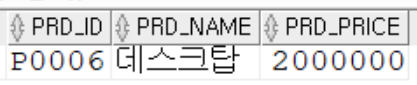 PRD_ID PRD_NAME PRD_PRICE
P0006 데스크탑 2000000